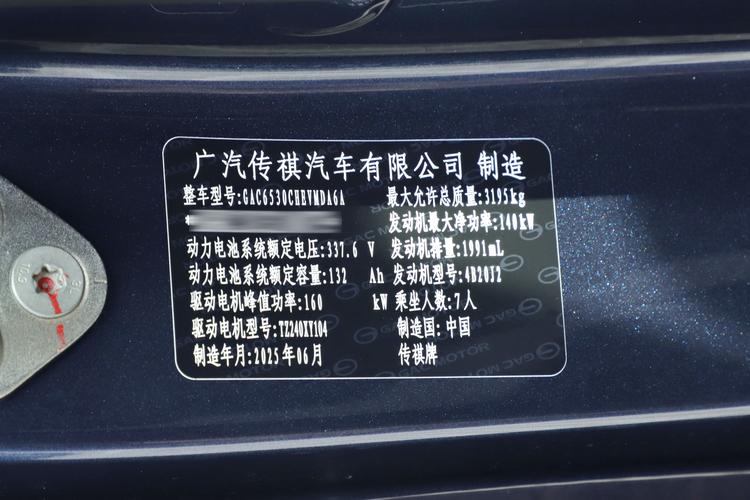 广汽传祺汽车有限公司 制造
整车型号:GAC6530CHEVMDA6A 最大允许总质量:3195kg
发动机最大净功率:140kW
动力电池系统额定电压:337.6 V 发动机排量:1991mL
动力电池系统额定容量:132 Ah 发动机型号:4B20J2
驱动电机峰值功率:160 kW 乘坐人数:7人
驱动电机型号:TZ240XY104 制造国:中国
制造年月:2025年06月 传祺牌
GAC MOTOR